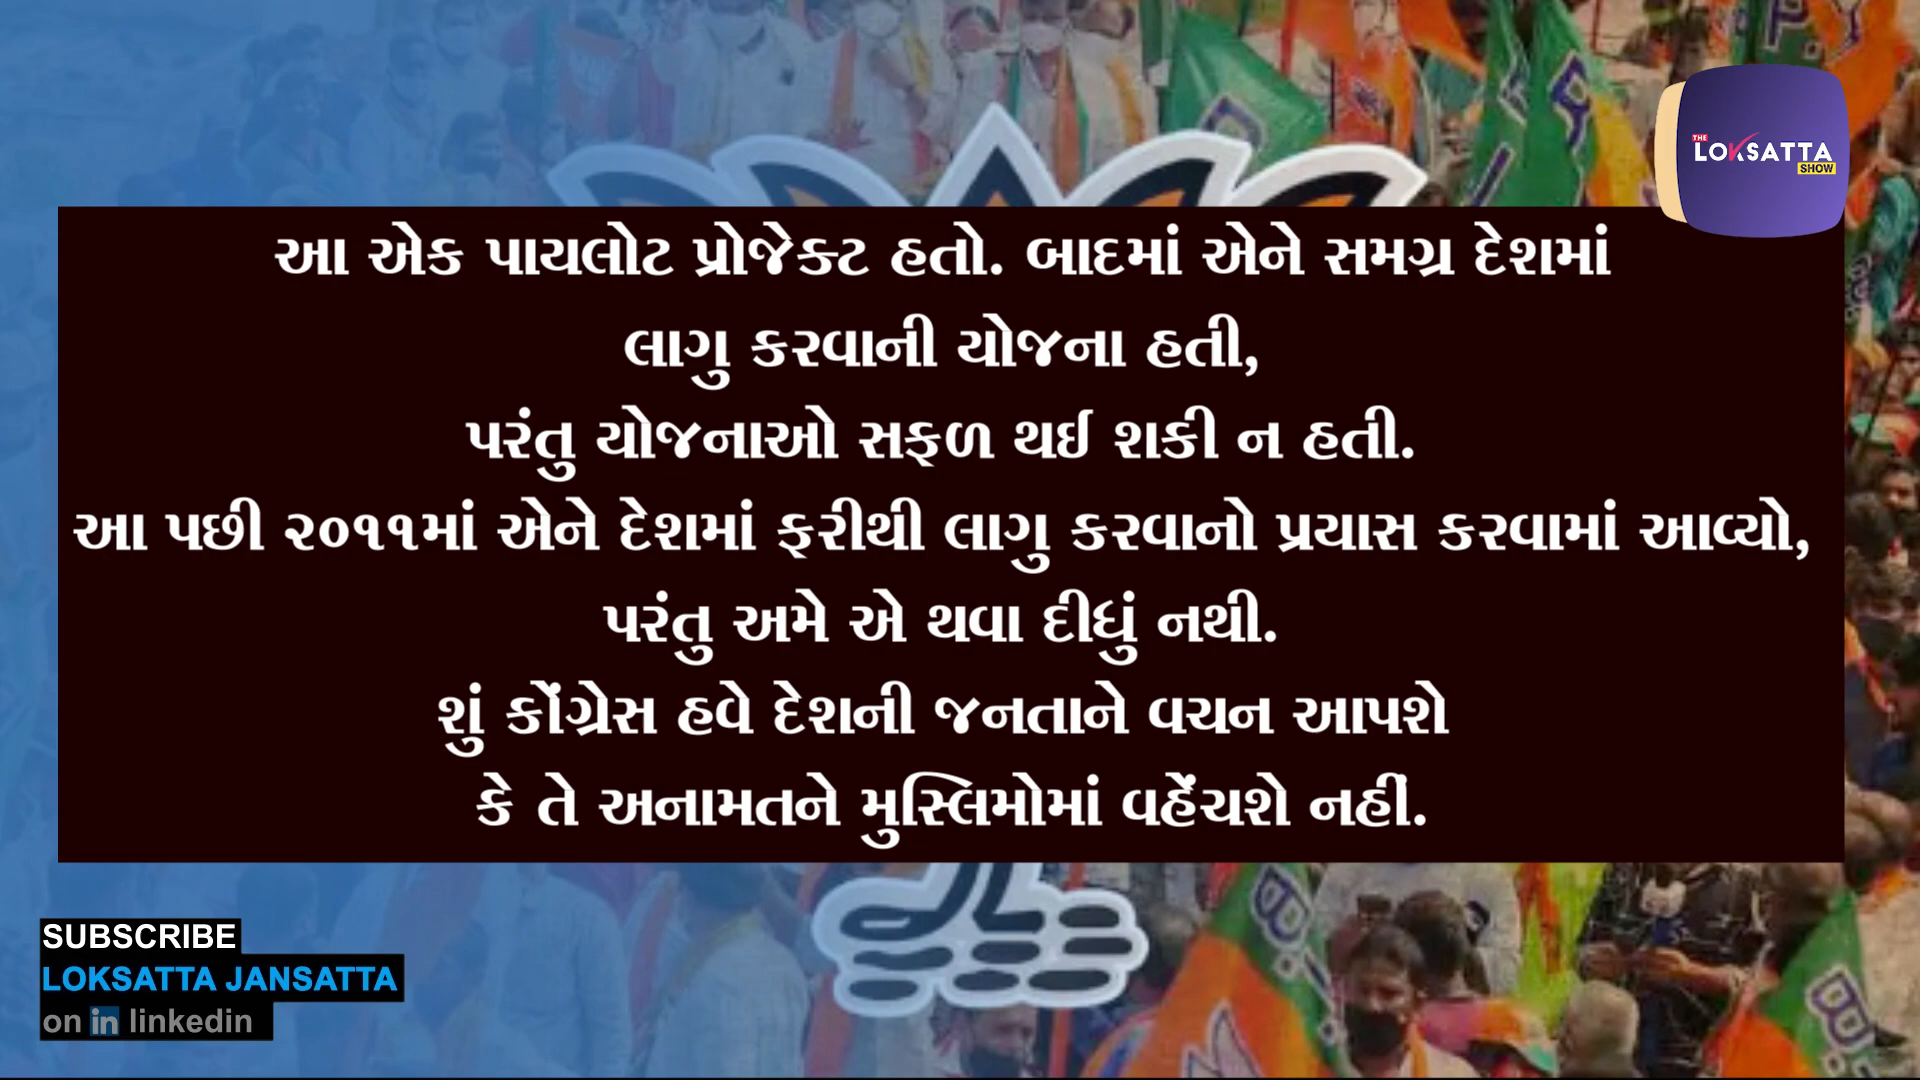 THE
LOKSATTA
SHOW
આ એક પાયલોટ પ્રોજેક્ટ હતો. બાદમાં એને સમગ્ર દેશમાં
લાગુ કરવાની યોજના હતી,
પરંતુ યોજનાઓ સફળ થઈ શકી ન હતી.
આ પછી ૨૦૧૧માં એને દેશમાં ફરીથી લાગુ કરવાનો પ્રયાસ કરવામાં આવ્યો,
પરંતુ અમે એ થવા દીધું નથી.
શું કોંગ્રેસ હવે દેશની જનતાને વચન આપશે
કે તે અનામતને મુસ્લિમોમાં વહેંચશે નહીં.
SUBSCRIBE
LOKSATTA JANSATTA
on in linkedin